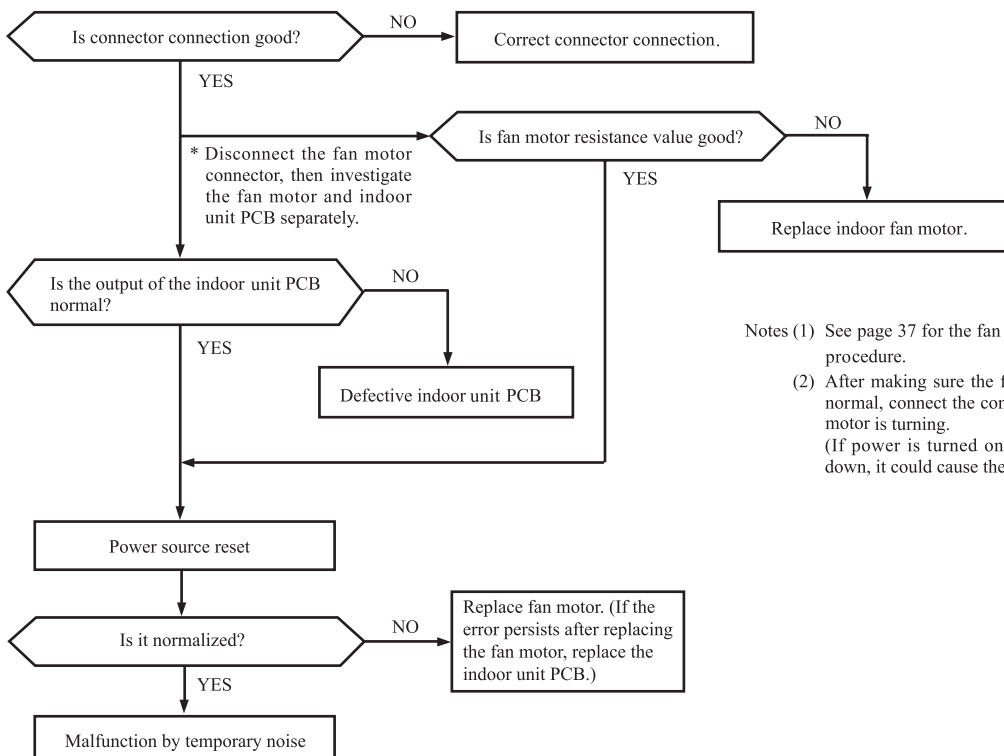 Is connector connection good?
NO
Correct connector connection.
YES
Is fan motor resistance value good?
NO
* Disconnect the fan motor
connector, then investigate
the fan motor and indoor
unit PCB separately.
YES
Replace indoor fan motor.
Is the output of the indoor unit PCB
normal?
NO
YES
Defective indoor unit PCB
Notes (1) See page 37 for the fan
procedure.
(2) After making sure the
normal, connect the
motor is turning.
(If power is turned on
down, it could cause the
Power source reset
Is it normalized?
NO
Replace fan motor. (If the
error persists after replacing
the fan motor, replace the
indoor unit PCB.)
YES
Malfunction by temporary noise